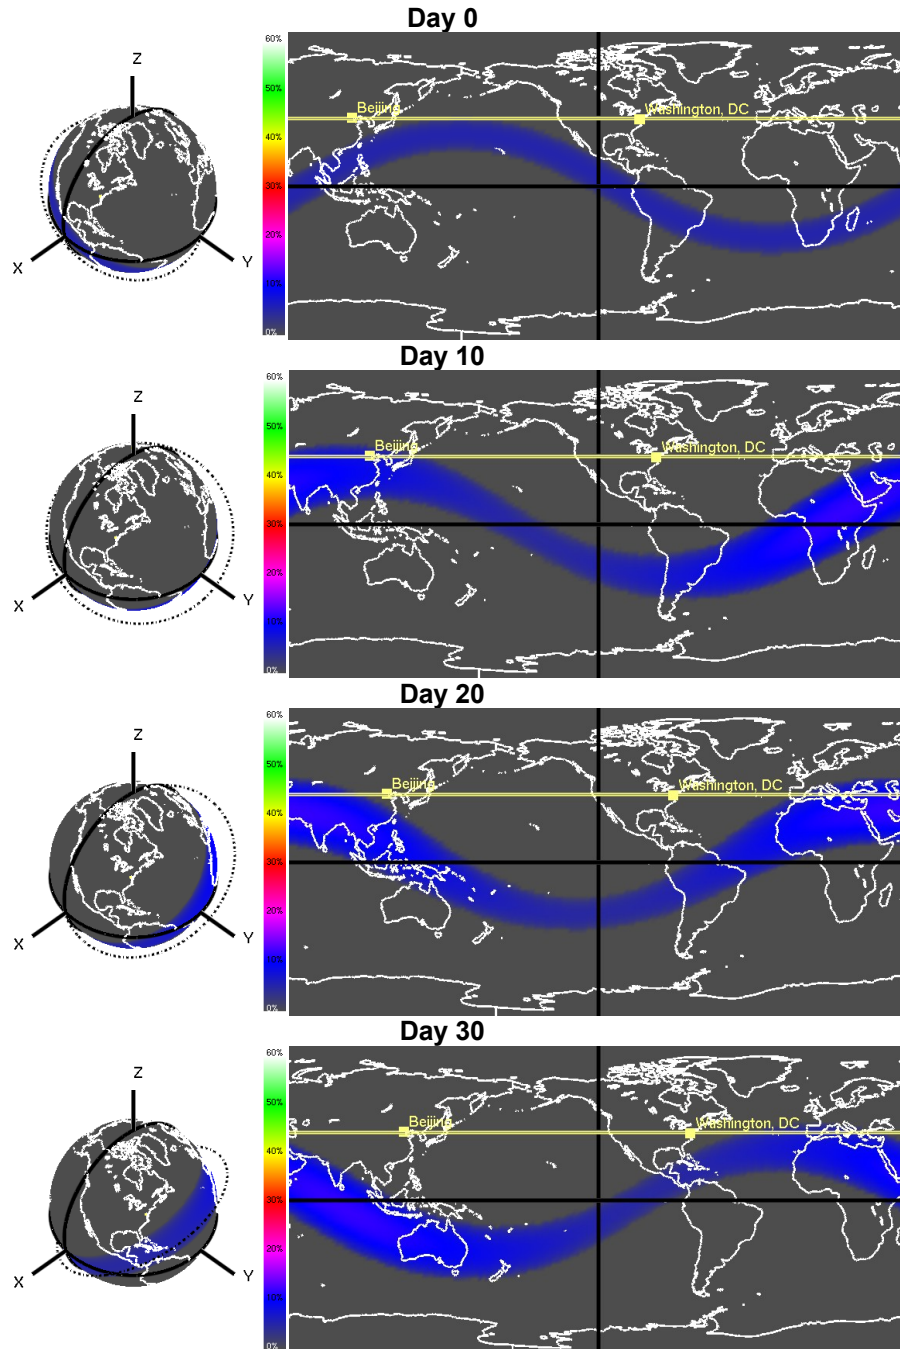 Day 0
Z
X
Y
60%
50%
40%
30%
20%
10%
0%
Beijing
Washington, DC
Day 10
Z
X
Y
60%
50%
40%
30%
20%
10%
0%
Beijing
Washington, DC
Day 20
Z
X
Y
60%
50%
40%
30%
20%
10%
0%
Beijing
Washington, DC
Day 30
Z
X
Y
60%
50%
40%
30%
20%
10%
0%
Beijing
Washington, DC